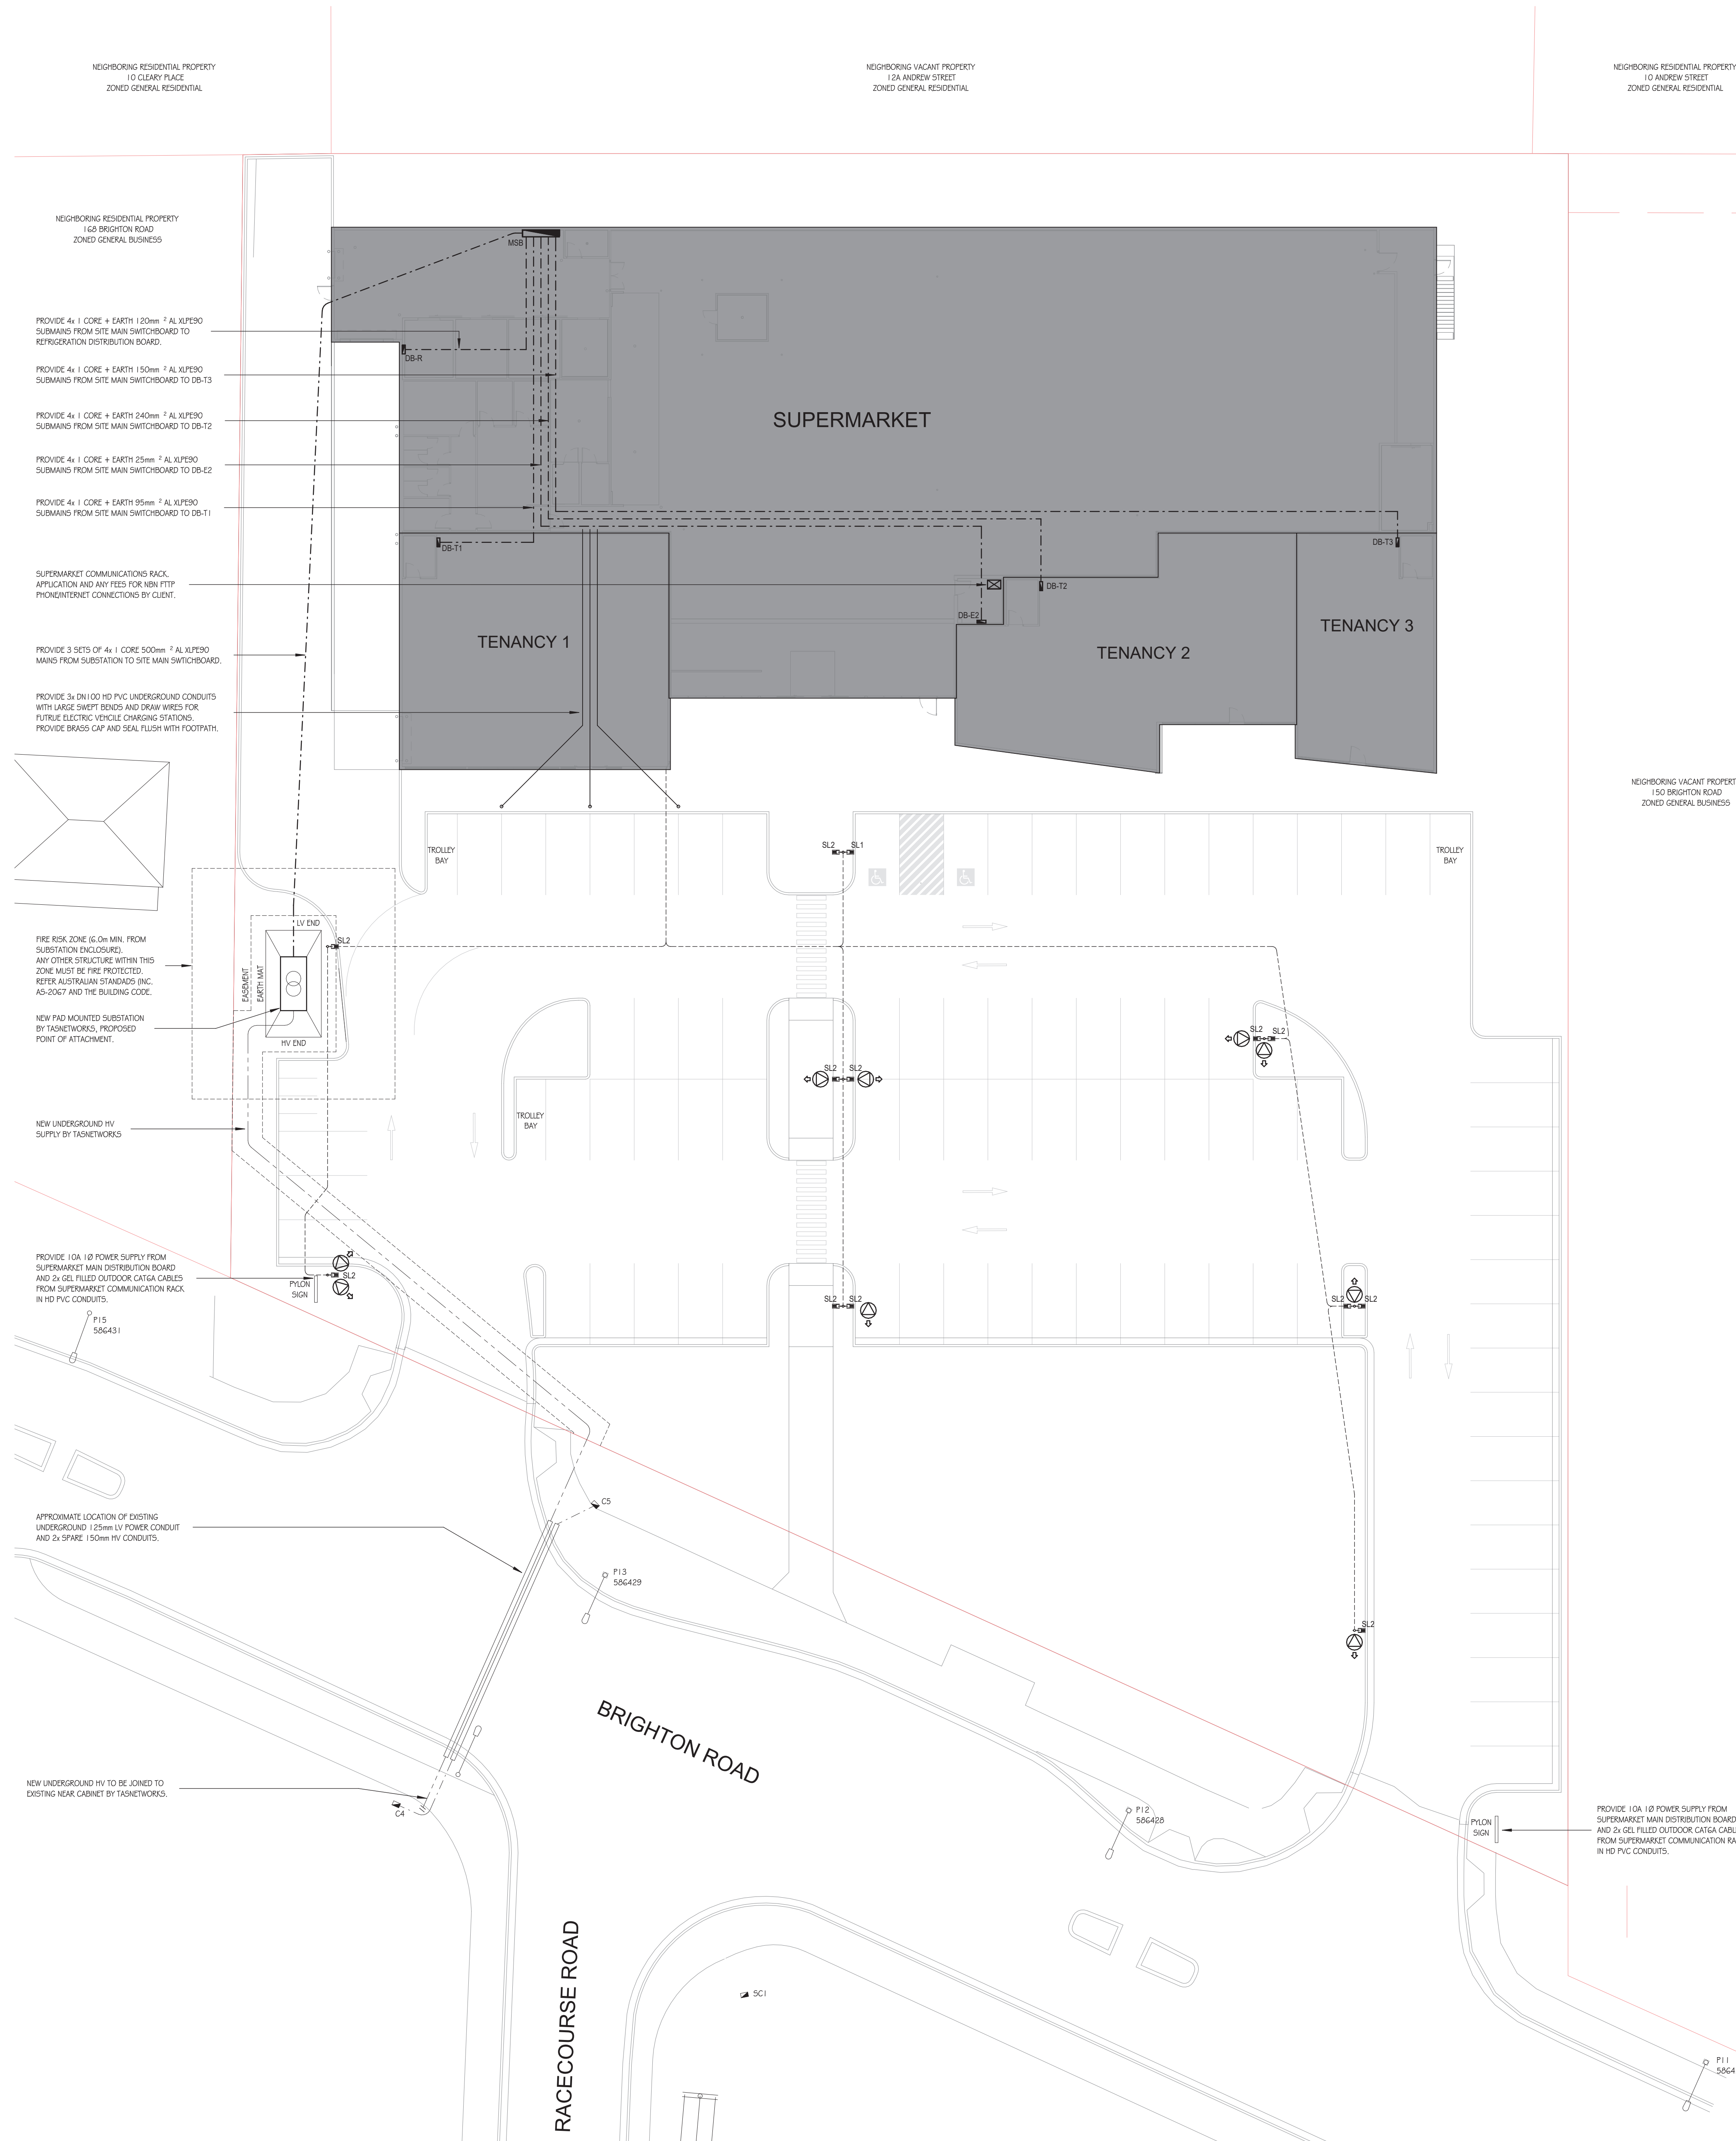 NEIGHBORING RESIDENTIAL PROPERTY
10 CLEARY PLACE
ZONED GENERAL RESIDENTIAL
NEIGHBORING VACANT PROPERTY
12A ANDREW STREET
ZONED GENERAL RESIDENTIAL
NEIGHBORING RESIDENTIAL PROPERTY
10 ANDREW STREET
ZONED GENERAL RESIDENTIAL
NEIGHBORING RESIDENTIAL PROPERTY
168 BRIGHTON ROAD
ZONED GENERAL BUSINESS
MSB
PROVIDE 4x 1 CORE + EARTH 120mm ² AL XLPE90
SUBMAINS FROM SITE MAIN SWITCHBOARD TO
REFRIGERATION DISTRIBUTION BOARD.
DB-R
PROVIDE 4x 1 CORE + EARTH 150mm ² AL XLPE90
SUBMAINS FROM SITE MAIN SWITCHBOARD TO DB-T3
PROVIDE 4x 1 CORE + EARTH 240mm ² AL XLPE90
SUBMAINS FROM SITE MAIN SWITCHBOARD TO DB-T2
SUPERMARKET
PROVIDE 4x 1 CORE + EARTH 25mm ² AL XLPE90
SUBMAINS FROM SITE MAIN SWITCHBOARD TO DB-E2
PROVIDE 4x 1 CORE + EARTH 95mm ² AL XLPE90
SUBMAINS FROM SITE MAIN SWITCHBOARD TO DB-T1
DB-T1
DB-T3
SUPERMARKET COMMUNICATIONS RACK,
APPLICATION AND ANY FEES FOR NBN FTTP
PHONE/INTERNET CONNECTIONS BY CLIENT.
DB-T2
DB-E2
TENANCY 1
TENANCY 2
TENANCY 3
PROVIDE 3 SETS OF 4x 1 CORE 500mm ² AL XLPE90
MAINS FROM SUBSTATION TO SITE MAIN SWTICHBOARD.
PROVIDE 3x DN100 HD PVC UNDERGROUND CONDUITS
WITH LARGE SWEPT BENDS AND DRAW WIRES FOR
FUTRUE ELECTRIC VEHCILE CHARGING STATIONS.
PROVIDE BRASS CAP AND SEAL FLUSH WITH FOOTPATH.
NEIGHBORING VACANT PROPERT
150 BRIGHTON ROAD
ZONED GENERAL BUSINESS
TROLLEY
BAY
SL2
SL1
TROLLEY
BAY
LV END
SL2
FIRE RISK ZONE (6.0m MIN. FROM
SUBSTATION ENCLOSURE).
ANY OTHER STRUCTURE WITHIN THIS
ZONE MUST BE FIRE PROTECTED.
REFER AUSTRALIAN STANDADS (INC.
AS-2067 AND THE BUILDING CODE.
EASEMENT
EARTH MAT
NEW PAD MOUNTED SUBSTATION
BY TASNETWORKS, PROPOSED
POINT OF ATTACHMENT.
HV END
SL2
SL2
SL2
SL2
TROLLEY
BAY
NEW UNDERGROUND HV
SUPPLY BY TASNETWORKS
PROVIDE 10A 1Ø POWER SUPPLY FROM
SUPERMARKET MAIN DISTRIBUTION BOARD
AND 2x GEL FILLED OUTDOOR CAT6A CABLES
FROM SUPERMARKET COMMUNICATION RACK
IN HD PVC CONDUITS.
PYLON
SIGN
SL2
SL2
SL2
SL2
SL2
P15
586431
C5
APPROXIMATE LOCATION OF EXISTING
UNDERGROUND 125mm LV POWER CONDUIT
AND 2x SPARE 150mm HV CONDUITS.
P13
586429
SL2
BRIGHTON ROAD
NEW UNDERGROUND HV TO BE JOINED TO
EXISTING NEAR CABINET BY TASNETWORKS.
C4
P12
586428
PYLON
SIGN
PROVIDE 10A 1Ø POWER SUPPLY FROM
SUPERMARKET MAIN DISTRIBUTION BOARD
AND 2x GEL FILLED OUTDOOR CAT6A CABL
FROM SUPERMARKET COMMUNICATION RA
IN HD PVC CONDUITS.
RACECOURSE ROAD
SC1
P11
5864